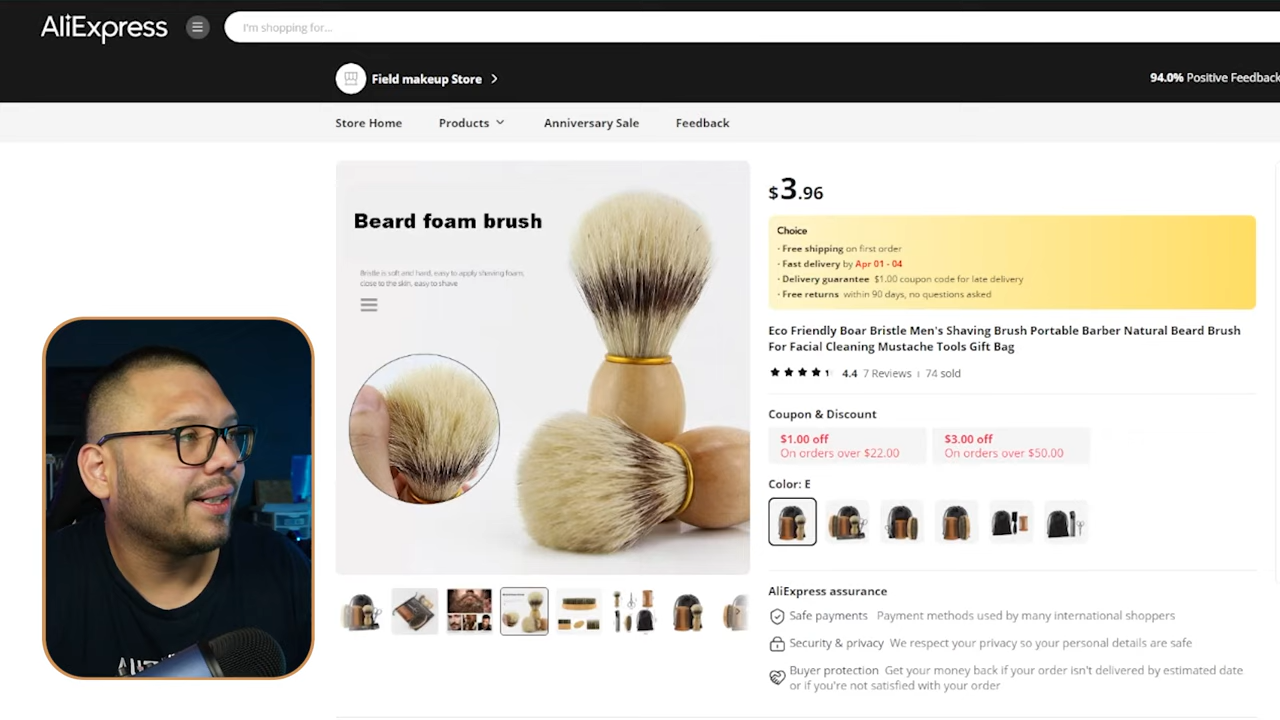 AliExpress
I'm shopping for...
Field makeup Store
94.0% Positive Feedback
Store Home Products Anniversary Sale Feedback
Beard foam brush
Bristle is soft and hard, easy to apply shaving foam,
close to the skin, easy to shave
$3.96
Choice
· Free shipping on first order
· Fast delivery by Apr 01 - 04
· Delivery guarantee $1.00 coupon code for late delivery
· Free returns within 90 days, no questions asked
Eco Friendly Boar Bristle Men's Shaving Brush Portable Barber Natural Beard Brush
For Facial Cleaning Mustache Tools Gift Bag
4.4 7 Reviews 74 sold
Coupon & Discount
$1.00 off
On orders over $22.00
$3.00 off
On orders over $50.00
Color: E
AliExpress assurance
Safe payments Payment methods used by many international shoppers
Security & privacy We respect your privacy so your personal details are safe
Buyer protection Get your money back if your order isn't delivered by estimated date
or if you're not satisfied with your order